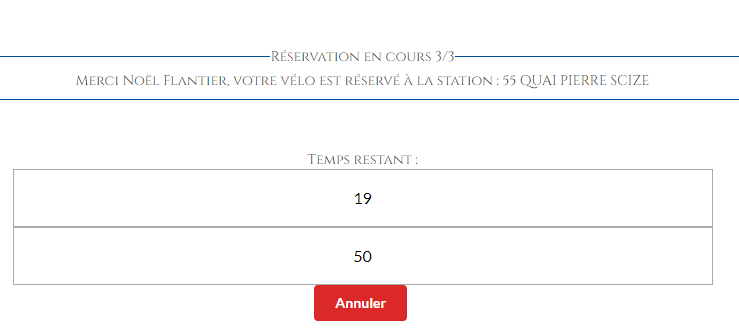 Réservation en cours 3/3
Merci Noël Flantier, votre vélo est réservé à la station : 55 QUAI PIERRE SCIZE
Temps restant :
19
50
Annuler